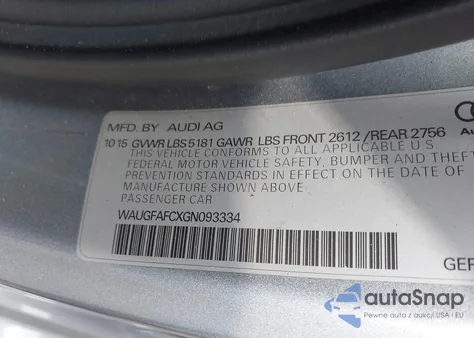 MFD. BY AUDI AG
10 15 GVWR LBS 5181 GAWR LBS FRONT 2612 /REAR 2756
THIS VEHICLE CONFORMS TO ALL APPLICABLE U.S
FEDERAL MOTOR VEHICLE SAFETY, BUMPER AND THEF
PREVENTION STANDARDS IN EFFECT ON THE DATE OF
MANUFACTURE SHOWN ABOVE
PASSENGER CAR
WAUGFAFCXGN093334
GER
autoSnap
Pewne auta z aukcji USA i EU